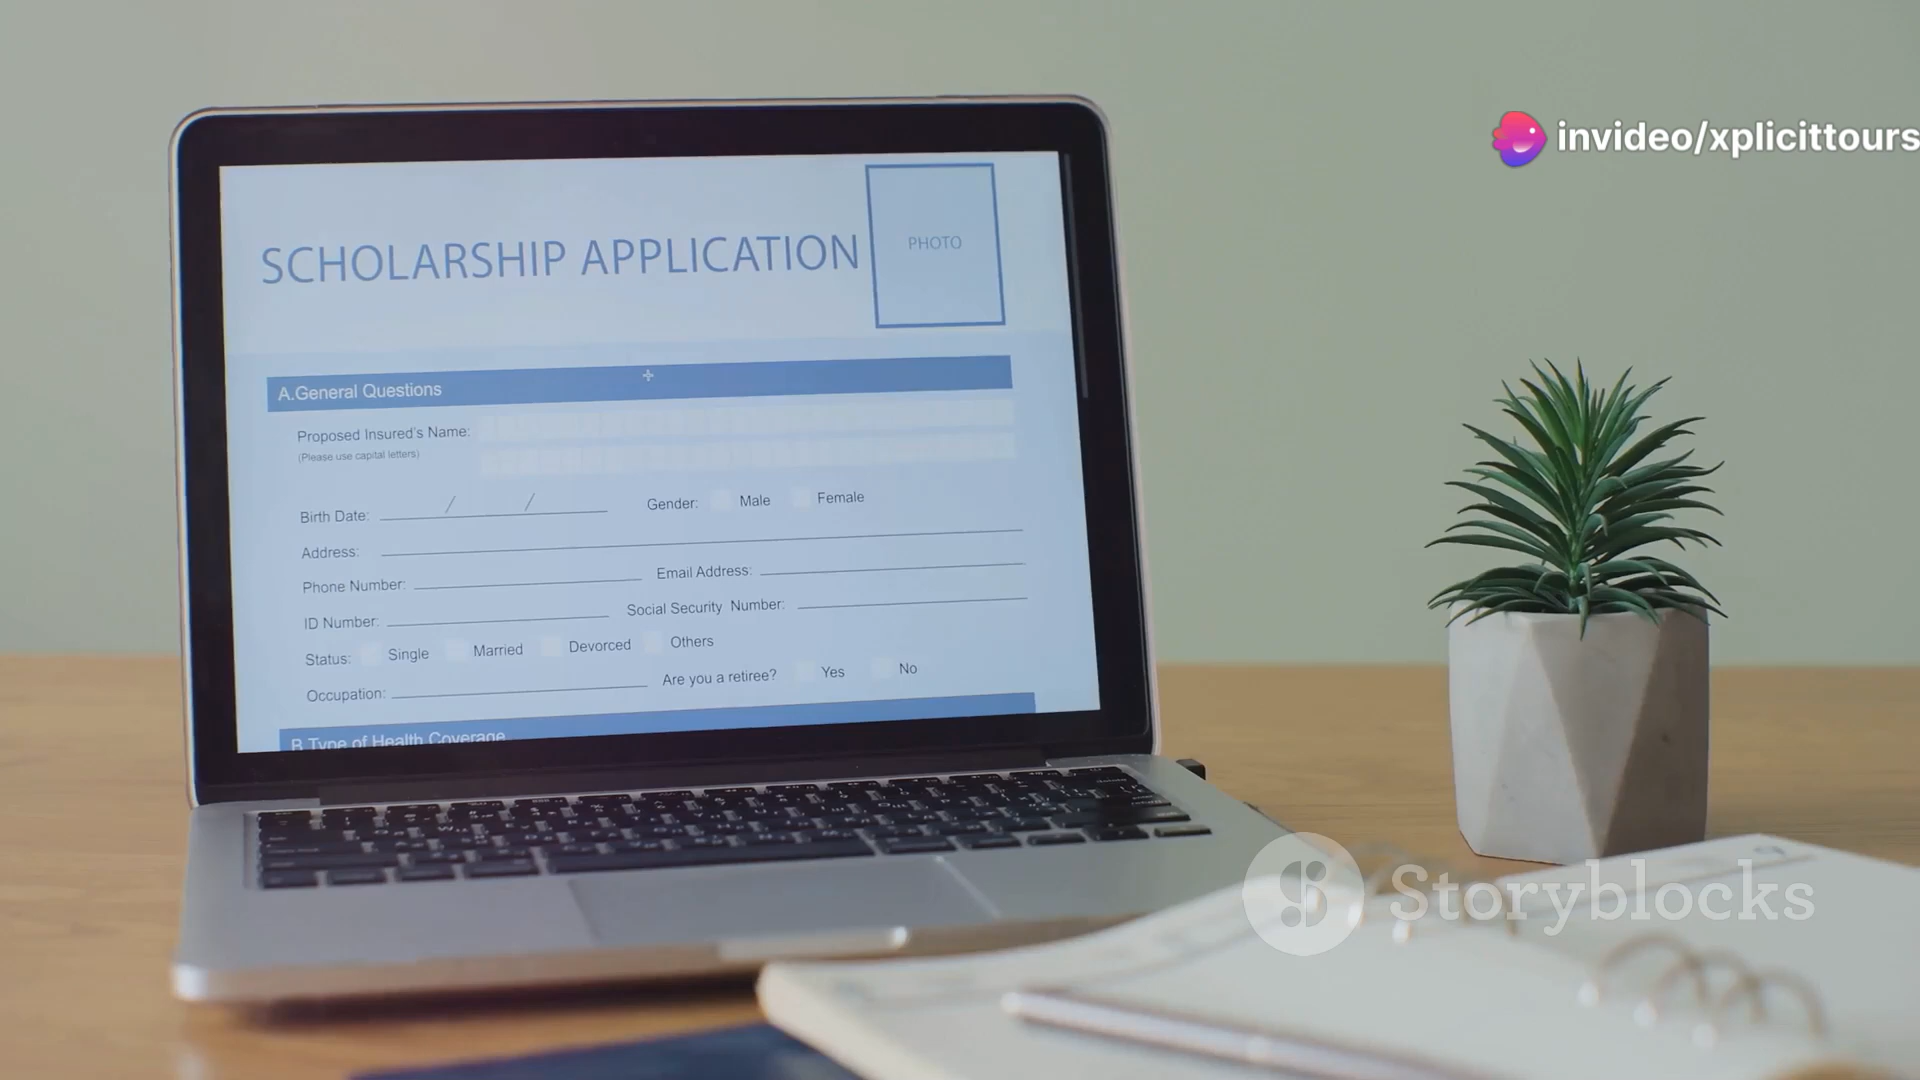 invideo/xplicittours
SCHOLARSHIP APPLICATION
PHOTO
A.General Questions
Proposed Insured's Name:
(Please use capital letters)
Birth Date: / / Gender: Male Female
Address:
Phone Number: Email Address:
ID Number: Social Security Number:
Status: Single Married Devorced Others
Occupation: Are you a retiree? Yes No
B Type of Health Coverage
Storyblocks